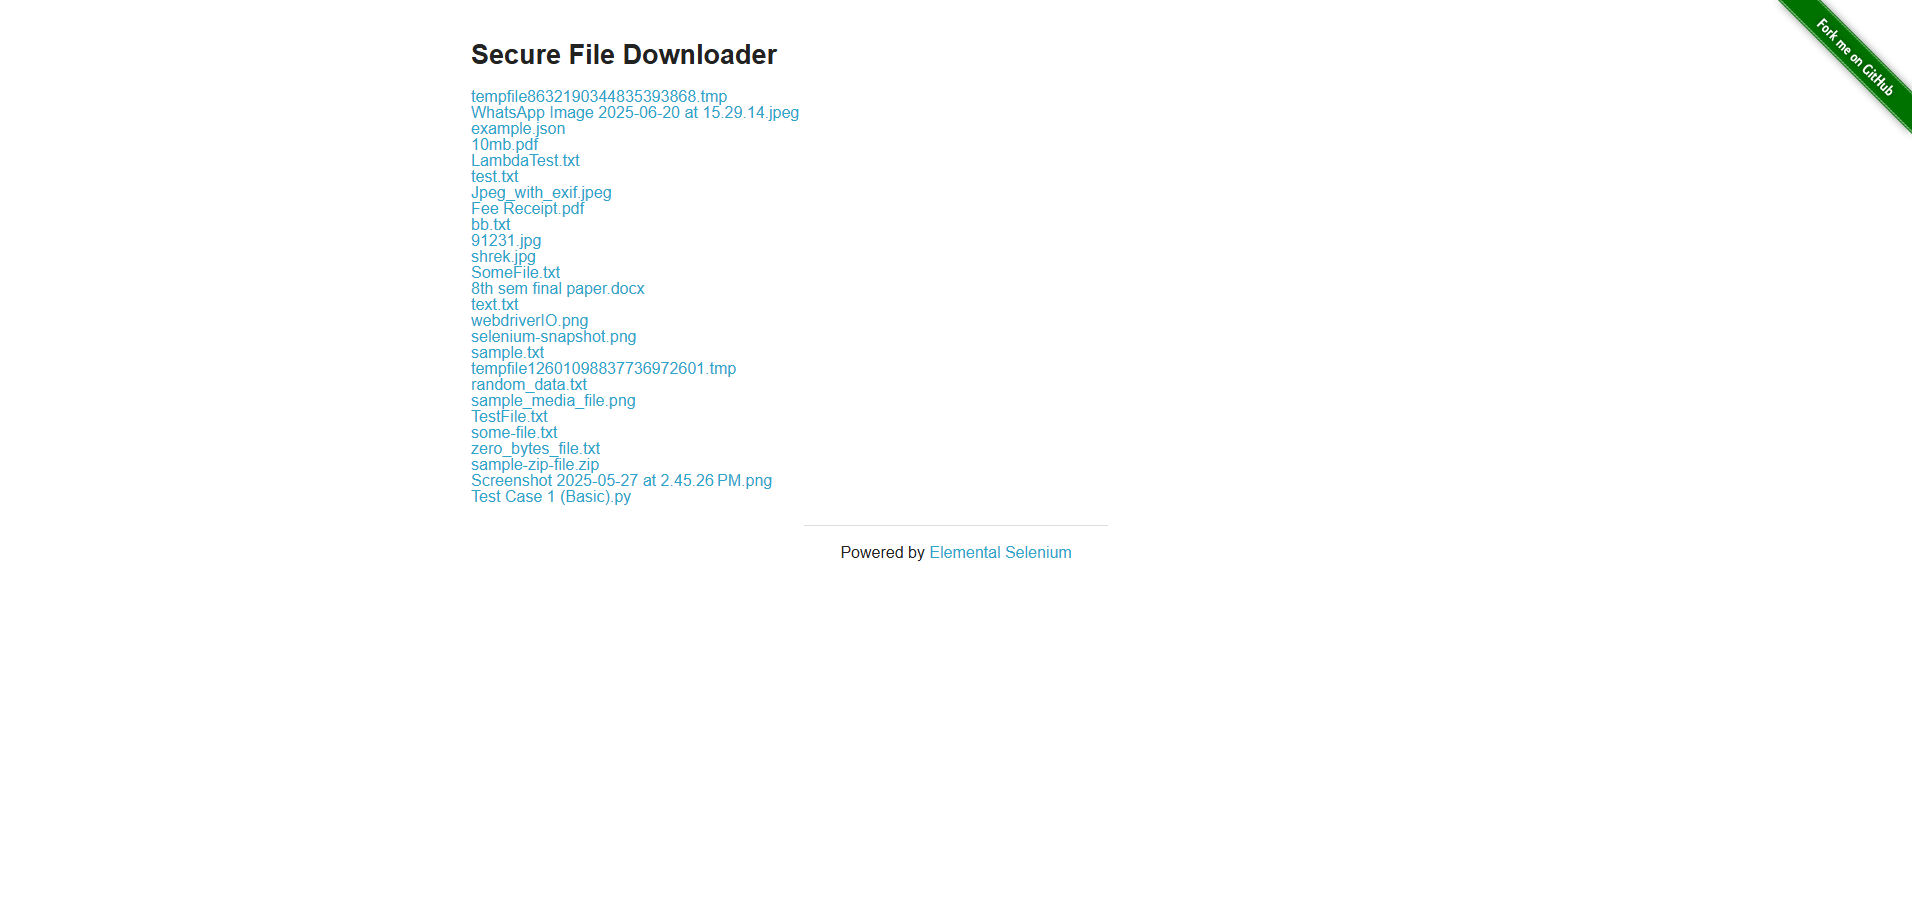 Secure File Downloader
Fork me on GitHub
tempfile8632190344835393868.tmp
WhatsApp Image 2025-06-20 at 15.29.14.jpeg
example.json
10mb.pdf
LambdaTest.txt
test.txt
Jpeg_with_exif.jpeg
Fee Receipt.pdf
bb.txt
91231.jpg
shrek.jpg
SomeFile.txt
8th sem final paper.docx
text.txt
webdriverIO.png
selenium-snapshot.png
sample.txt
tempfile12601098837736972601.tmp
random_data.txt
sample_media_file.png
TestFile.txt
some-file.txt
zero_bytes_file.txt
sample-zip-file.zip
Screenshot 2025-05-27 at 2.45.26 PM.png
Test Case 1 (Basic).py
Powered by Elemental Selenium